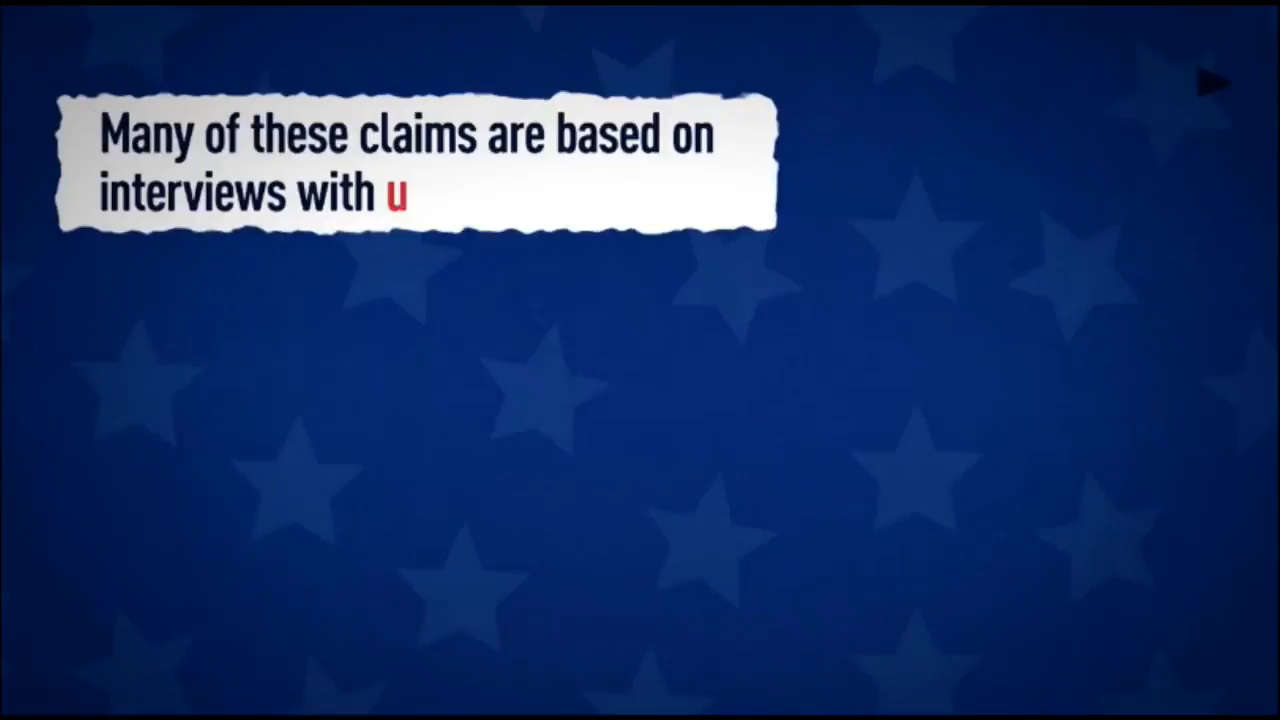 Many of these claims are based on
interviews with u